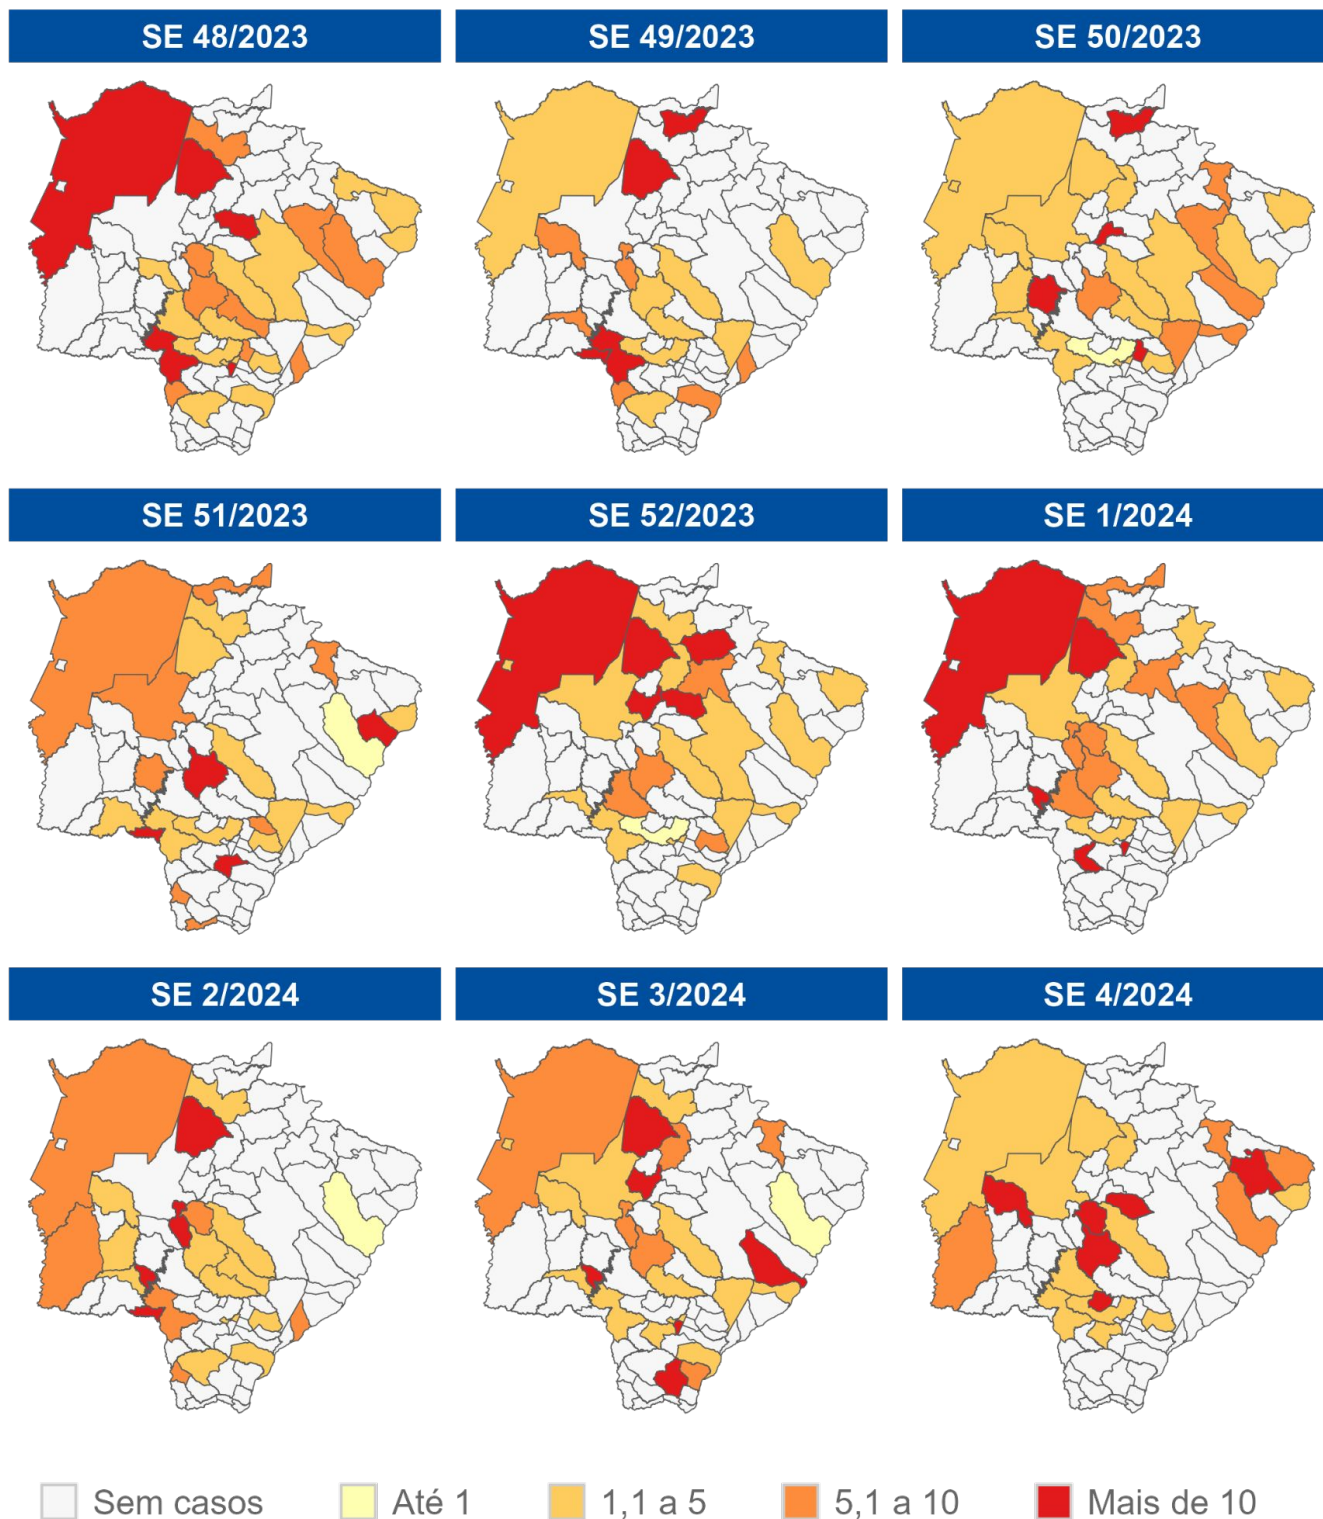 SE 48/2023
SE 49/2023
SE 50/2023
SE 51/2023
SE 52/2023
SE 1/2024
SE 2/2024
SE 3/2024
SE 4/2024
Sem casos
Até 1
1,1 a 5
5,1 a 10
Mais de 10